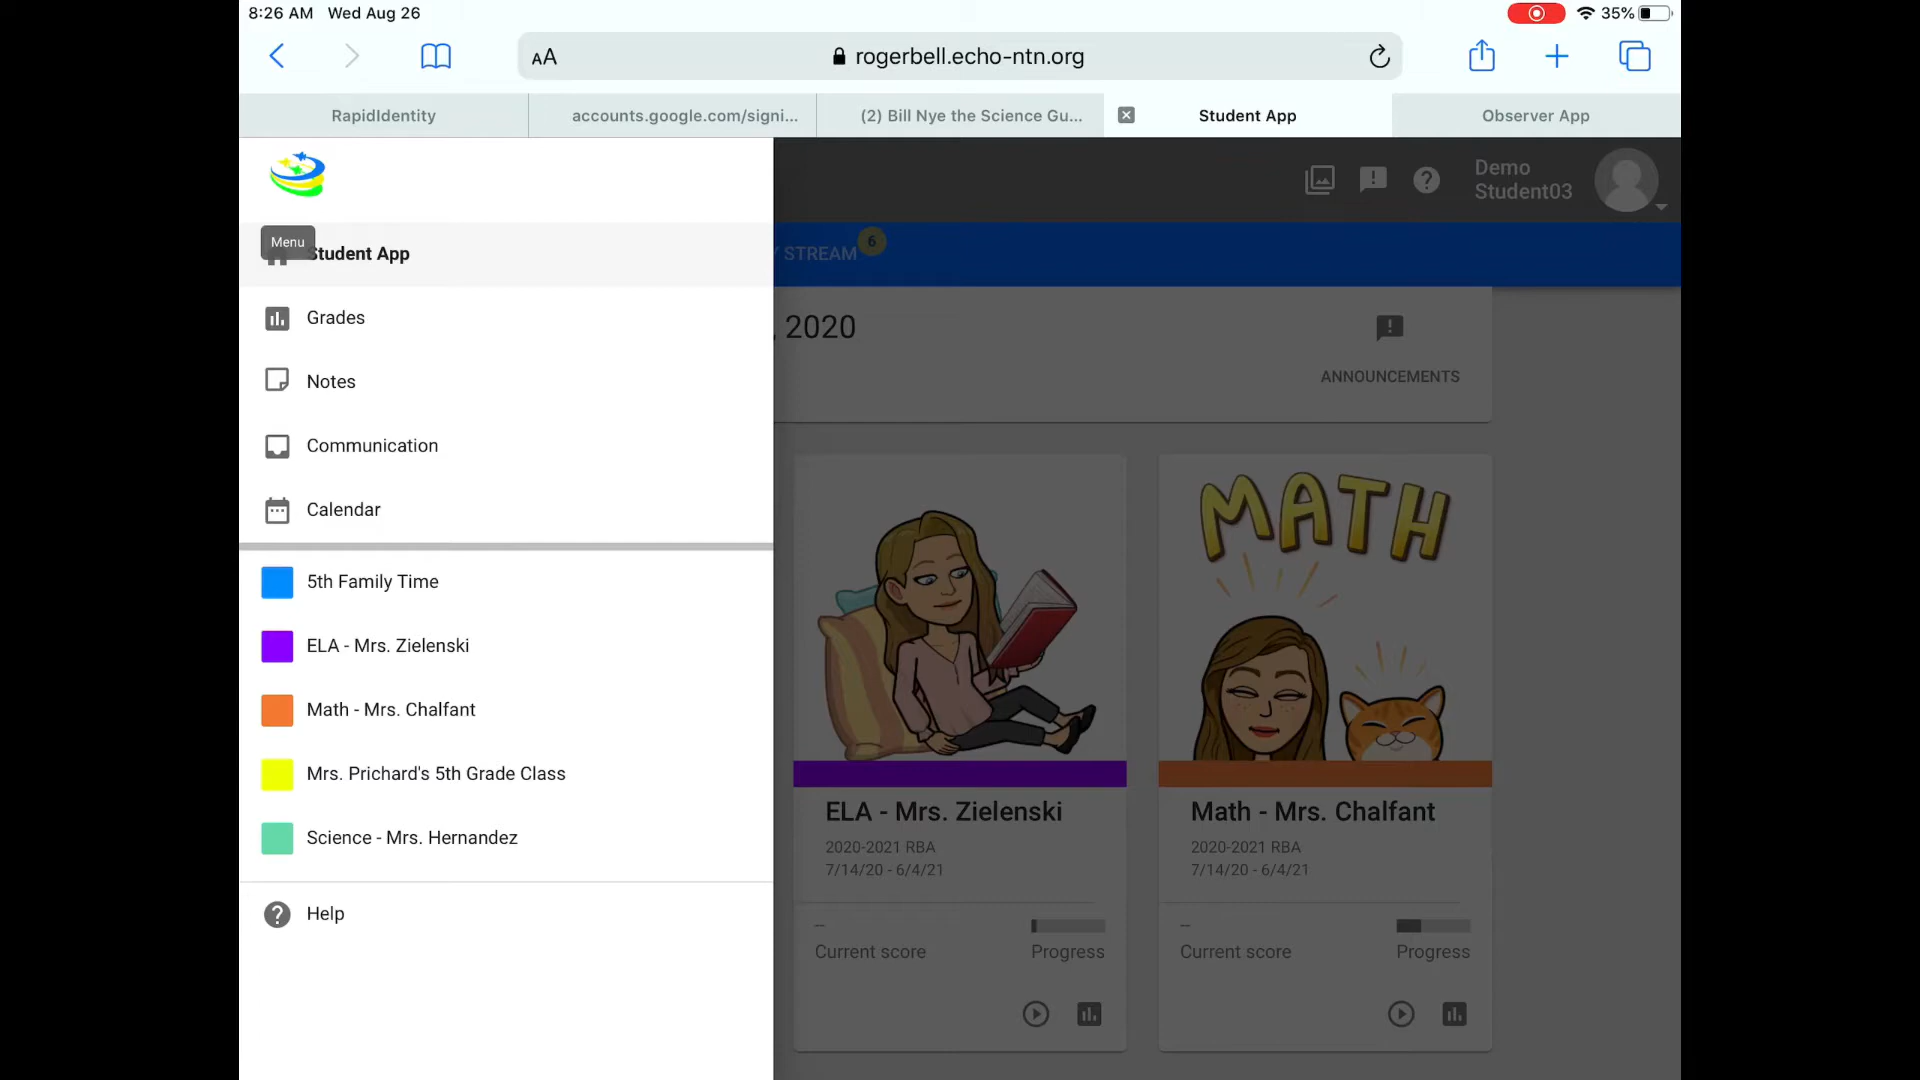 8:26 AM Wed Aug 26
35%
AA
rogerbell.echo-ntn.org
RapidIdentity
accounts.google.com/signi...
(2) Bill Nye the Science Gu...
Student App
Observer App
Demo
Student03
Menu
Student App
STREAM
6
Grades
, 2020
Notes
ANNOUNCEMENTS
Communication
Calendar
MATH
5th Family Time
ELA - Mrs. Zielenski
Math - Mrs. Chalfant
Mrs. Prichard's 5th Grade Class
Science - Mrs. Hernandez
Help
ELA - Mrs. Zielenski
2020-2021 RBA
7/14/20 - 6/4/21
--
Current score
Progress
Math - Mrs. Chalfant
2020-2021 RBA
7/14/20 - 6/4/21
--
Current score
Progress